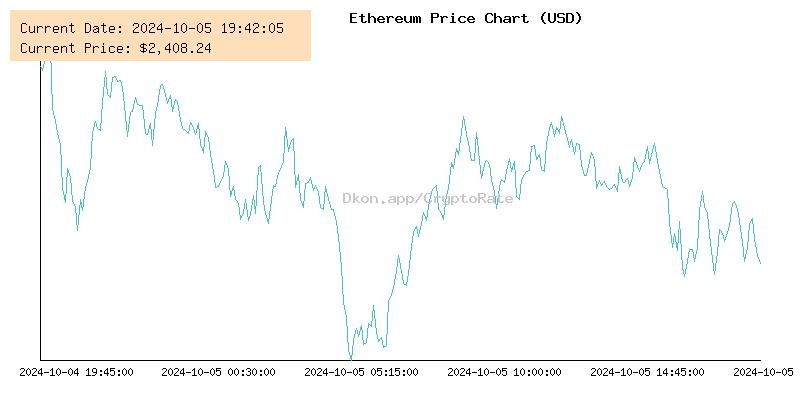 Ethereum Price Chart (USD)
Current Date: 2024-10-05 19:42:05
Current Price: $2,408.24
Dkon.app/CryptoRate
2024-10-04 19:45:00 2024-10-05 00:30:00 2024-10-05 05:15:00 2024-10-05 10:00:00 2024-10-05 14:45:00 2024-10-05